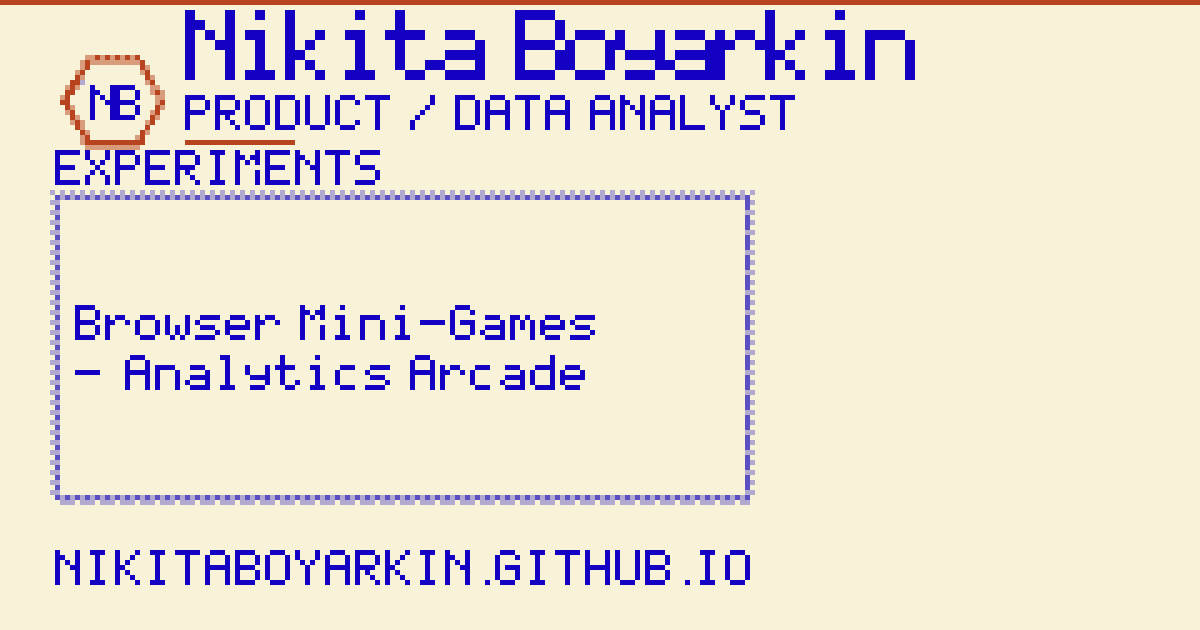 Nikita Boyarkin
NB
PRODUCT / DATA ANALYST
EXPERIMENTS
Browser Mini-Games
- Analytics Arcade
NIKITABOYARKIN.GITHUB.IO